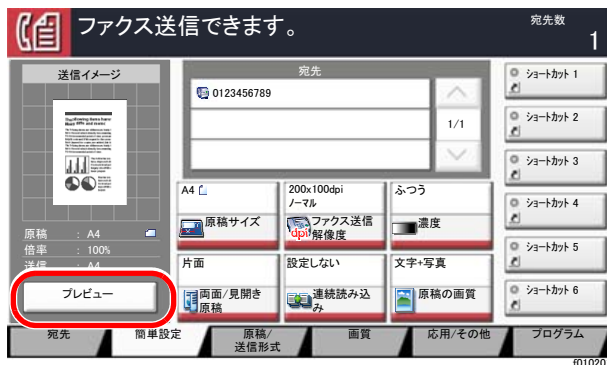 ファクス送信できます。
宛先数
1
送信イメージ
宛先
0123456789
1/1
原稿 : A4
倍率 : 100%
送信 : A4
プレビュー
A4
原稿サイズ
200x100dpi
ノーマル
dpi
ファクス送信
解像度
ふつう
濃度
片面
両面/見開き
原稿
設定しない
連続読み込
み
文字+写真
原稿の画質
ショートカット 1
ショートカット 2
ショートカット 3
ショートカット 4
ショートカット 5
ショートカット 6
宛先
簡単設定
原稿/
送信形式
画質
応用/その他
プログラム
f01020